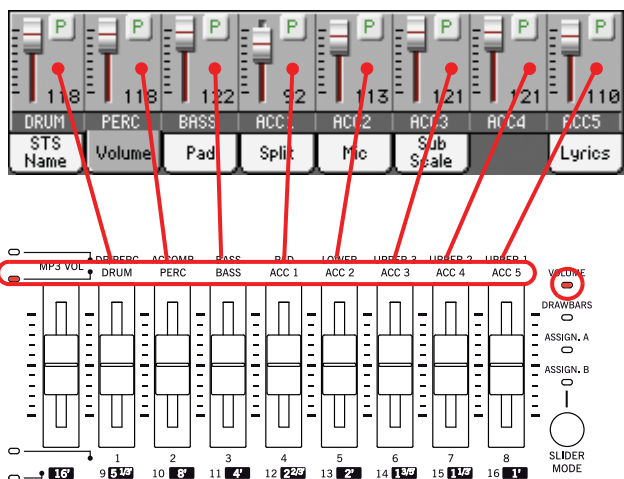 P P P P P P P P
118 118 122 92 113 121 121 110
DRUM PERC BASS ACC1 ACC2 ACC3 ACC4 ACC5
STS Name Volume Pad Split Mic Sub Scale Lyrics
DR/PERC ACCOMP BASS PAD LOWER UPPER 3 UPPER 2 UPPER 1
MP3 VOL DRUM PERC BASS ACC 1 ACC 2 ACC 3 ACC 4 ACC 5
VOLUME
DRAWBARS
ASSIGN. A
ASSIGN. B
SLIDER MODE
1 2 3 4 5 6 7 8
16' 9 5 1/3' 10 8' 11 4' 12 2 2/3' 13 2' 14 1 3/5' 15 1 1/3' 16 1'